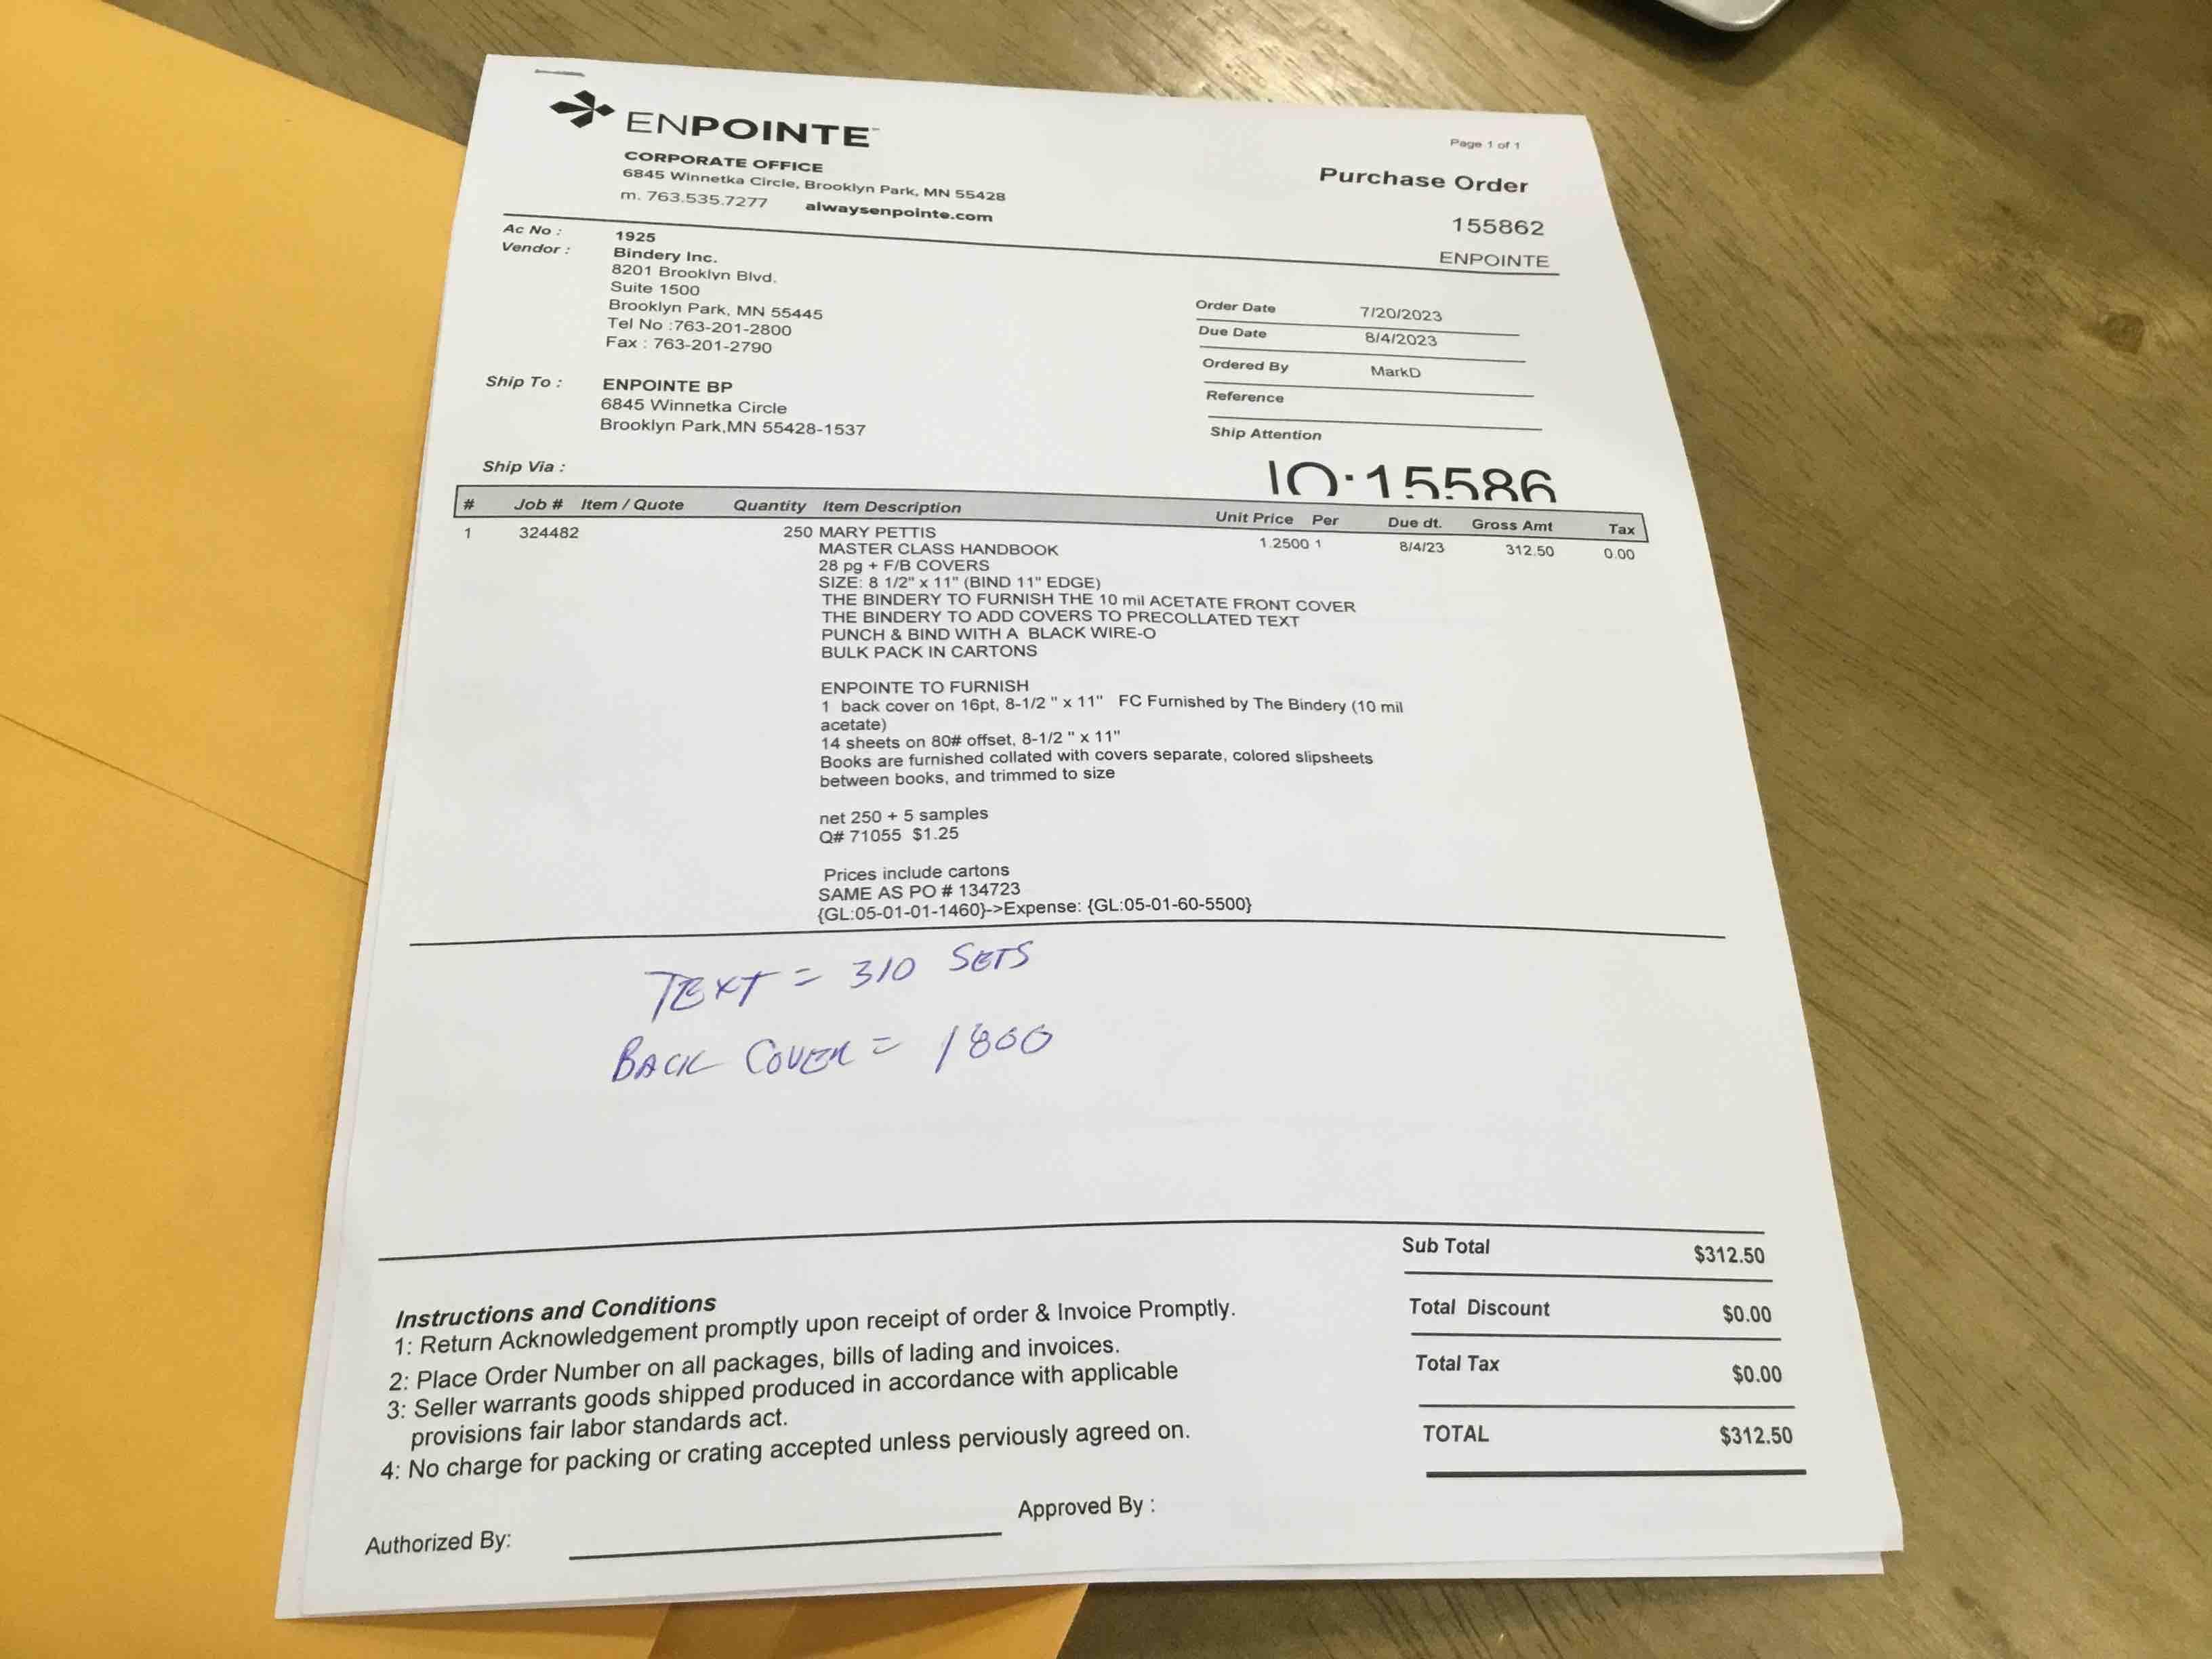 ENPOINTE
CORPORATE OFFICE
6845 Winnetka Circle, Brooklyn Park, MN 55428
m. 763.535.7277 alwaysenpointe.com
Page 1 of 1
Purchase Order
155862
ENPOINTE
Ac No : 1925
Vendor : Bindery Inc.
8201 Brooklyn Blvd.
Suite 1500
Brooklyn Park, MN 55445
Tel No :763-201-2800
Fax : 763-201-2790
Order Date 7/20/2023
Due Date 8/4/2023
Ordered By MarkD
Reference
Ship Attention
Ship To : ENPOINTE BP
6845 Winnetka Circle
Brooklyn Park,MN 55428-1537
Ship Via :
15586
# Job # Item / Quote Quantity Item Description Unit Price Per Due dt. Gross Amt Tax
1 324482 250 MARY PETTIS 1.2500 1 8/4/23 312.50 0.00
MASTER CLASS HANDBOOK
28 pg + F/B COVERS
SIZE: 8 1/2" x 11" (BIND 11" EDGE)
THE BINDERY TO FURNISH THE 10 mil ACETATE FRONT COVER
THE BINDERY TO ADD COVERS TO PRECOLLATED TEXT
PUNCH & BIND WITH A BLACK WIRE-O
BULK PACK IN CARTONS
ENPOINTE TO FURNISH
1 back cover on 16pt, 8-1/2 " x 11" FC Furnished by The Bindery (10 mil
acetate)
14 sheets on 80# offset, 8-1/2 " x 11"
Books are furnished collated with covers separate, colored slipsheets
between books, and trimmed to size
net 250 + 5 samples
Q# 71055 $1.25
Prices include cartons
SAME AS PO # 134723
{GL:05-01-01-1460}->Expense: {GL:05-01-60-5500}
TEXT = 310 SETS
BACK COVER = 1800
Sub Total $312.50
Total Discount $0.00
Total Tax $0.00
TOTAL $312.50
Instructions and Conditions
1: Return Acknowledgement promptly upon receipt of order & Invoice Promptly.
2: Place Order Number on all packages, bills of lading and invoices.
3: Seller warrants goods shipped produced in accordance with applicable
provisions fair labor standards act.
4: No charge for packing or crating accepted unless perviously agreed on.
Authorized By:
Approved By :